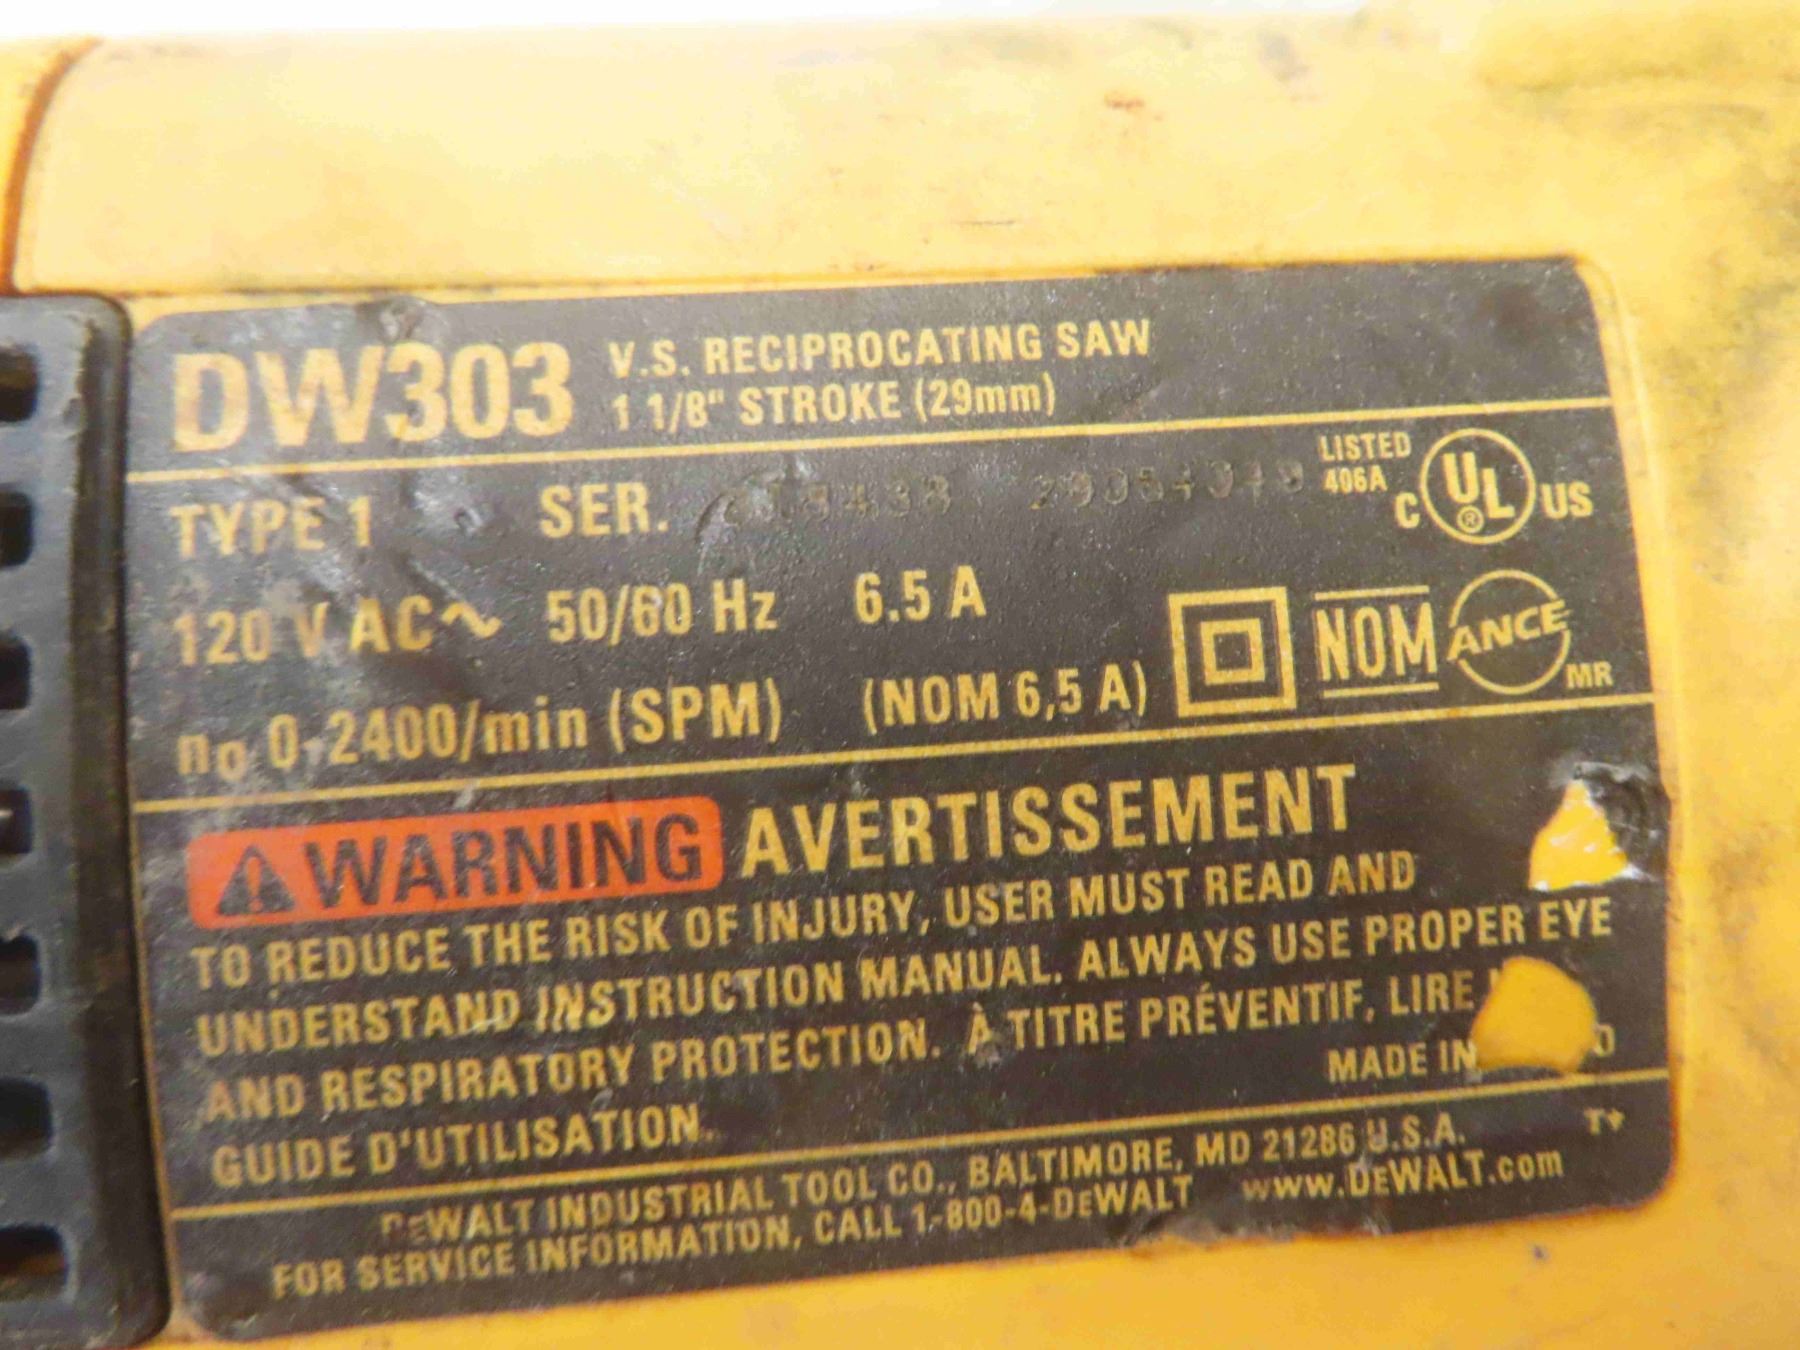 DW303
V.S. RECIPROCATING SAW
1 1/8" STROKE (29mm)
TYPE 1 SER.
LISTED
406A
C UL® US
120 V AC~ 50/60 Hz 6.5 A
NOM ANCE MR
no 0-2400/min (SPM) (NOM 6,5 A)
WARNING AVERTISSEMENT
TO REDUCE THE RISK OF INJURY, USER MUST READ AND
UNDERSTAND INSTRUCTION MANUAL. ALWAYS USE PROPER EYE
AND RESPIRATORY PROTECTION. À TITRE PRÉVENTIF, LIRE
MADE IN
GUIDE D'UTILISATION.
DEWALT INDUSTRIAL TOOL CO., BALTIMORE, MD 21286 U.S.A.
FOR SERVICE INFORMATION, CALL 1-800-4-DEWALT www.DEWALT.com